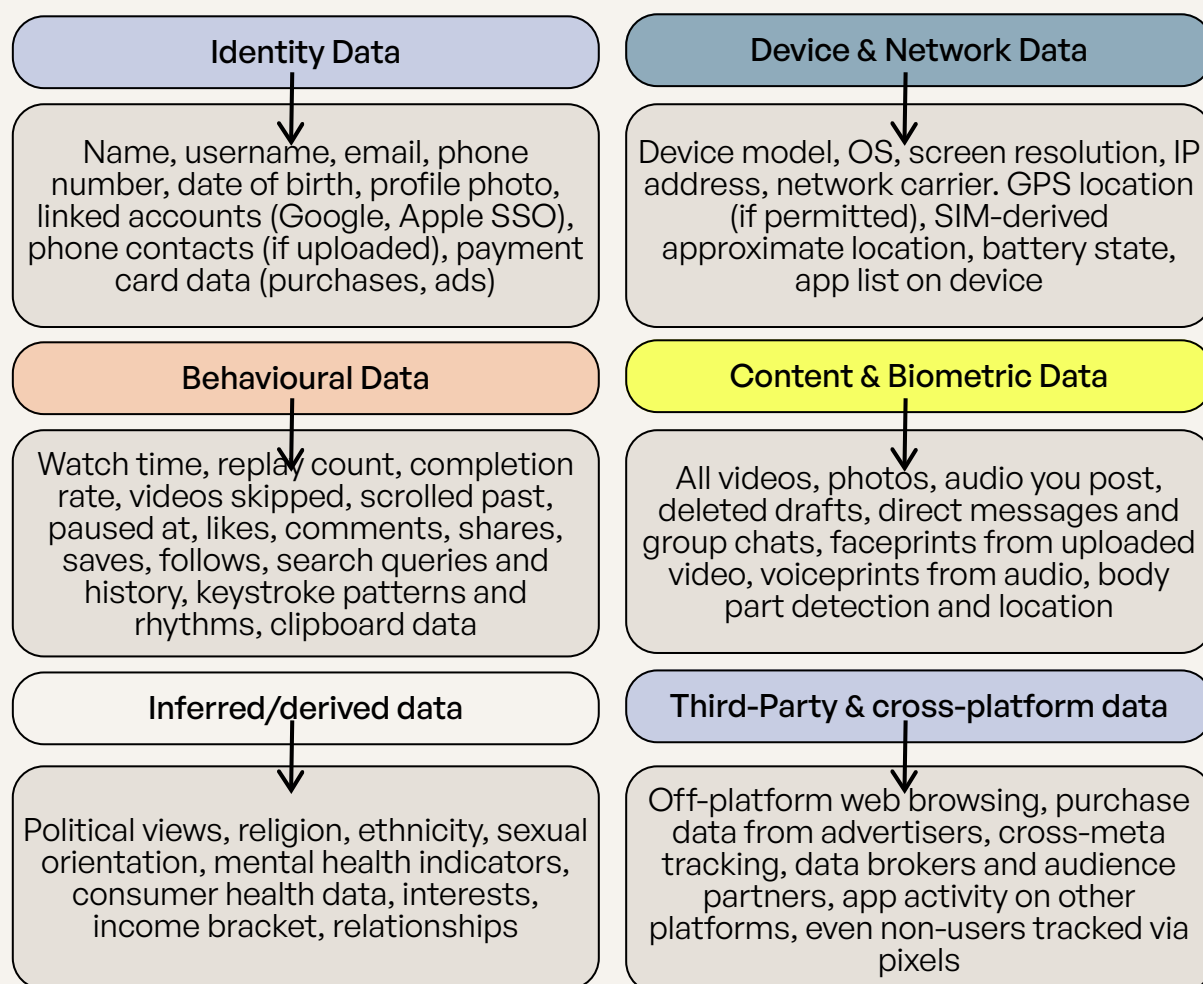 Identity Data
Name, username, email, phone
number, date of birth, profile photo,
linked accounts (Google, Apple SSO),
phone contacts (if uploaded), payment
card data (purchases, ads)
Device & Network Data
Device model, OS, screen resolution, IP
address, network carrier. GPS location
(if permitted), SIM-derived
approximate location, battery state,
app list on device
Behavioural Data
Watch time, replay count, completion
rate, videos skipped, scrolled past,
paused at, likes, comments, shares,
saves, follows, search queries and
history, keystroke patterns and
rhythms, clipboard data
Content & Biometric Data
All videos, photos, audio you post,
deleted drafts, direct messages and
group chats, faceprints from uploaded
video, voiceprints from audio, body
part detection and location
Inferred/derived data
Political views, religion, ethnicity, sexual
orientation, mental health indicators,
consumer health data, interests,
income bracket, relationships
Third-Party & cross-platform data
Off-platform web browsing, purchase
data from advertisers, cross-meta
tracking, data brokers and audience
partners, app activity on other
platforms, even non-users tracked via
pixels